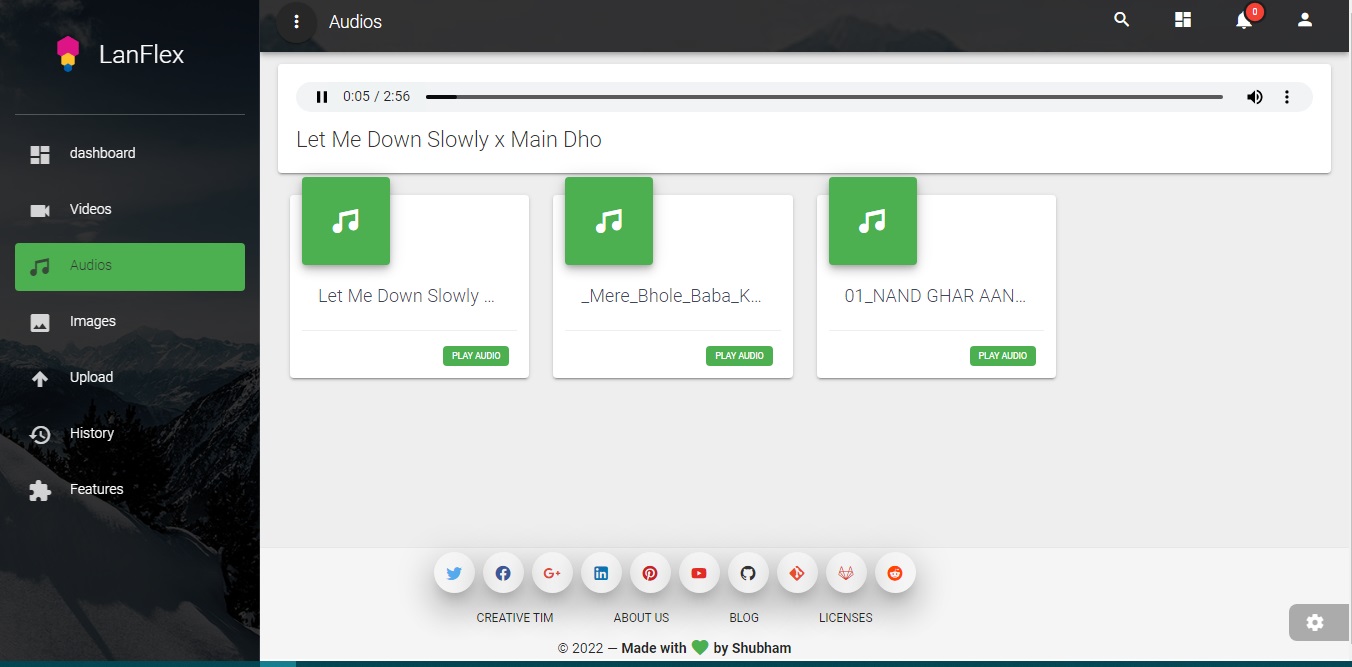 LanFlex
dashboard
Videos
Audios
Images
Upload
History
Features
Audios
0
0:05 / 2:56
Let Me Down Slowly x Main Dho
Let Me Down Slowly ...
PLAY AUDIO
_Mere_Bhole_Baba_K...
PLAY AUDIO
01_NAND GHAR AAN...
PLAY AUDIO
G+
in
CREATIVE TIM ABOUT US BLOG LICENSES
© 2022 — Made with by Shubham